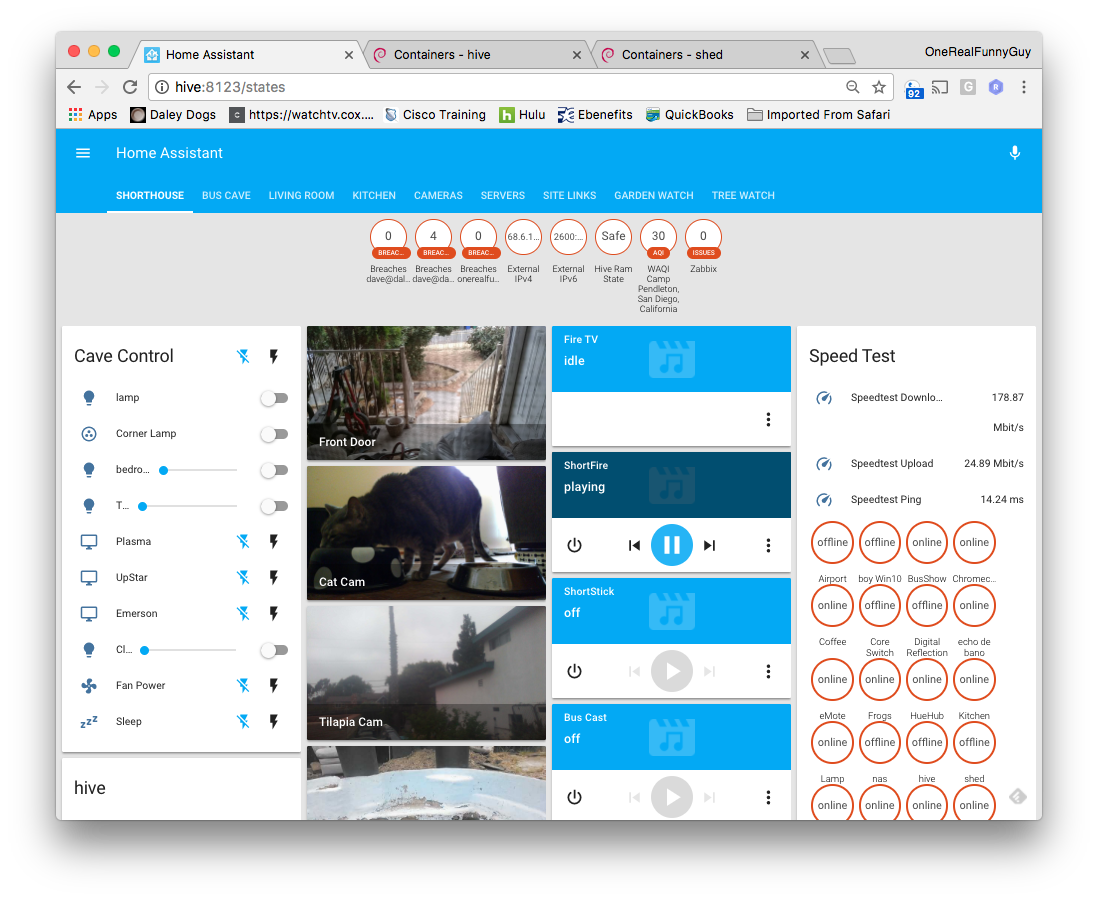 Home Assistant
Containers - hive
Containers - shed
OneRealFunnyGuy
hive:8123/states
92
G
R
Apps
Daley Dogs
C
https://watchtv.cox....
Cisco Training
h
Hulu
Ebenefits
QuickBooks
Imported From Safari
Home Assistant
SHORTHOUSE
BUS CAVE
LIVING ROOM
KITCHEN
CAMERAS
SERVERS
SITE LINKS
GARDEN WATCH
TREE WATCH
0
BREAC...
Breaches
dave@dal..
4
BREAC...
Breaches
dave@da..
0
BREAC...
Breaches
onerealfu..
68.6.1...
External
IPv4
2600:...
External
IPv6
Safe
Hive Ram
State
30
AQI
WAQI
Camp
Pendleton,
San Diego,
California
0
ISSUES
Zabbix
Cave Control
lamp
Corner Lamp
bedro...
T...
Plasma
UpStar
Emerson
Cl...
Fan Power
zzz
Sleep
hive
Front Door
Cat Cam
Tilapia Cam
Fire TV
idle
ShortFire
playing
ShortStick
off
Bus Cast
off
Speed Test
Speedtest Downlo...
178.87
Mbit/s
Speedtest Upload
24.89 Mbit/s
Speedtest Ping
14.24 ms
offline
offline
online
online
Airport
boy Win10
BusShow
Chromec...
online
offline
online
online
Coffee
Core
Switch
Digital
Reflection
echo de
bano
online
online
online
online
eMote
Frogs
HueHub
Kitchen
online
offline
online
offline
Lamp
nas
hive
shed
online
online
online
online